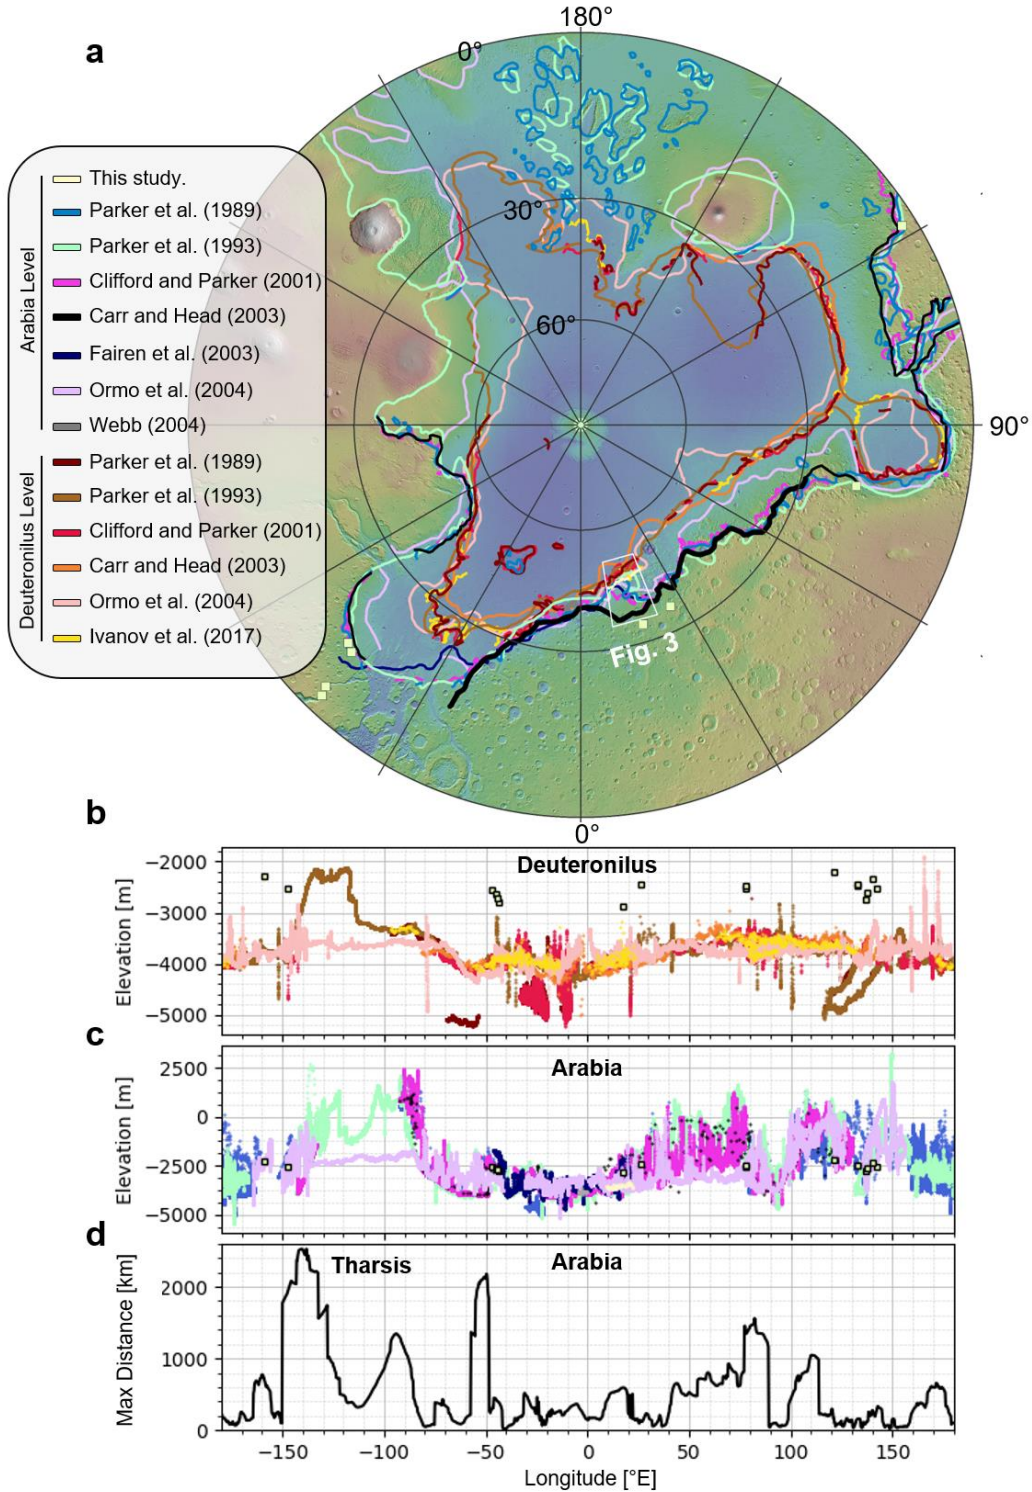 a
180°
0°
30°
60°
90°
0°
Fig. 3
Arabia Level
This study.
Parker et al. (1989)
Parker et al. (1993)
Clifford and Parker (2001)
Carr and Head (2003)
Fairen et al. (2003)
Ormo et al. (2004)
Webb (2004)
Deuteronilus Level
Parker et al. (1989)
Parker et al. (1993)
Clifford and Parker (2001)
Carr and Head (2003)
Ormo et al. (2004)
Ivanov et al. (2017)
b
Deuteronilus
Elevation [m]
−2000
−3000
−4000
−5000
c
Arabia
Elevation [m]
2500
0
−2500
−5000
d
Tharsis
Arabia
Max Distance [km]
2000
1000
0
−150 −100 −50 0 50 100 150
Longitude [°E]